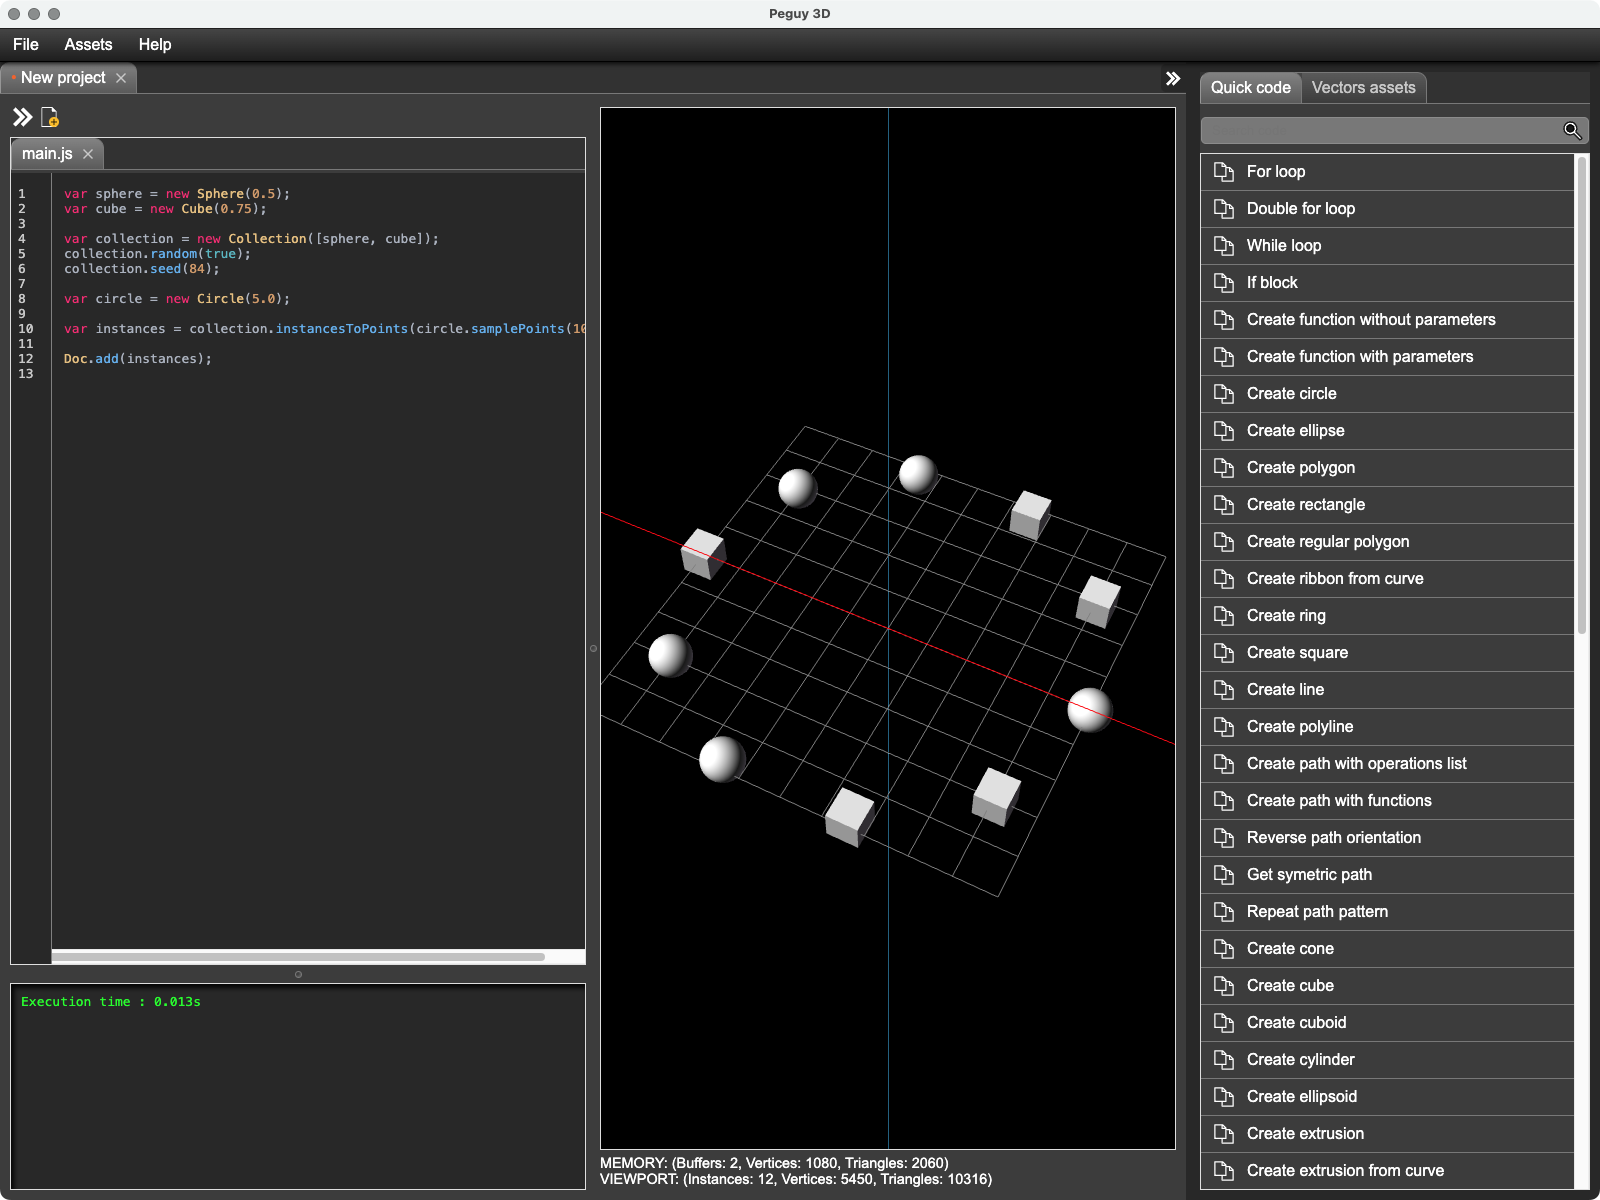 Peguy 3D
File Assets Help
New project
Quick code Vectors assets
main.js
1 var sphere = new Sphere(0.5);
2 var cube = new Cube(0.75);
3
4 var collection = new Collection([sphere, cube]);
5 collection.random(true);
6 collection.seed(84);
7
8 var circle = new Circle(5.0);
9
10 var instances = collection.instancesToPoints(circle.samplePoints(10
11
12 Doc.add(instances);
13
Execution time : 0.013s
MEMORY: (Buffers: 2, Vertices: 1080, Triangles: 2060)
VIEWPORT: (Instances: 12, Vertices: 5450, Triangles: 10316)
For loop
Double for loop
While loop
If block
Create function without parameters
Create function with parameters
Create circle
Create ellipse
Create polygon
Create rectangle
Create regular polygon
Create ribbon from curve
Create ring
Create square
Create line
Create polyline
Create path with operations list
Create path with functions
Reverse path orientation
Get symetric path
Repeat path pattern
Create cone
Create cube
Create cuboid
Create cylinder
Create ellipsoid
Create extrusion
Create extrusion from curve